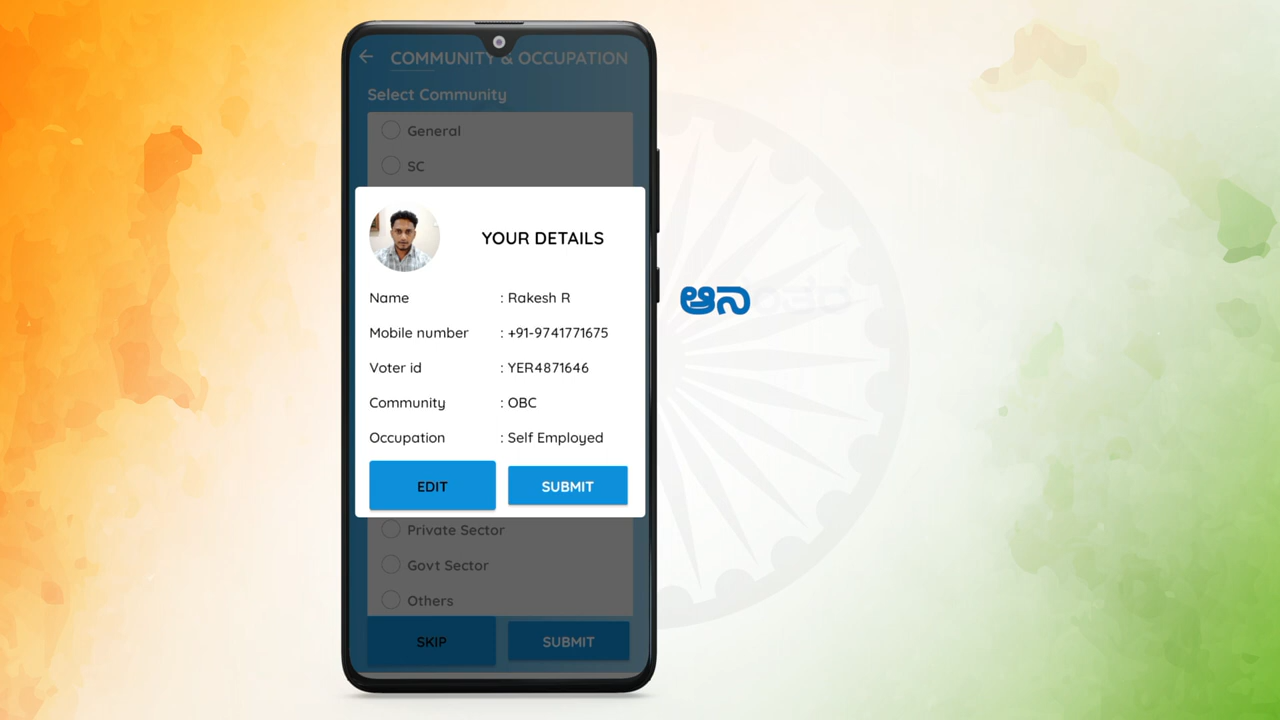 COMMUNITY & OCCUPATION
Select Community
General
SC
YOUR DETAILS
Name : Rakesh R
Mobile number : +91-9741771675
Voter id : YER4871646
Community : OBC
Occupation : Self Employed
EDIT SUBMIT
Private Sector
Govt Sector
Others
SKIP SUBMIT
ಆನ